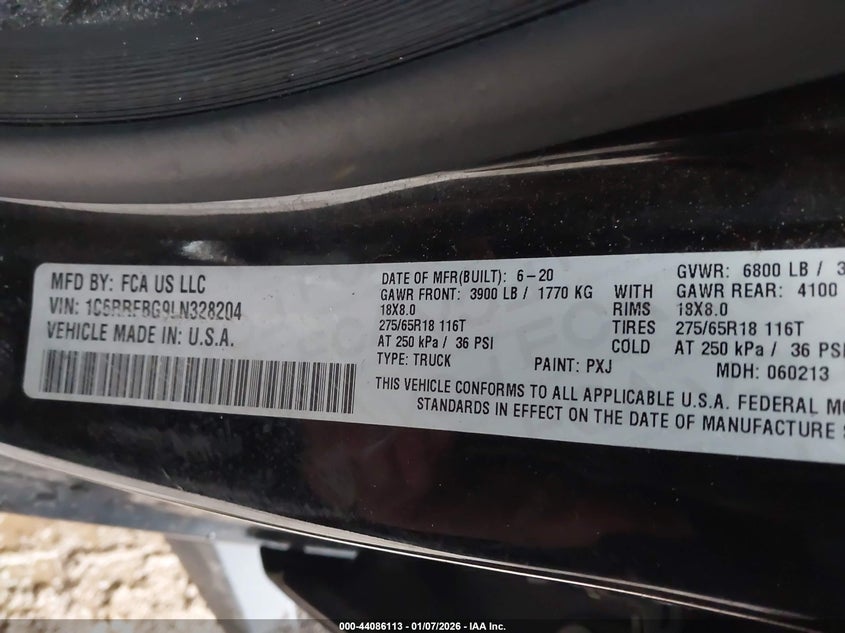 MFD BY: FCA US LLC
VIN: 1C6RRFBG9LN328204
VEHICLE MADE IN: U.S.A.
DATE OF MFR(BUILT): 6-20
GVWR: 6800 LB / 3
GAWR FRONT: 3900 LB / 1770 KG WITH GAWR REAR: 4100
18X8.0 RIMS 18X8.0
275/65R18 116T TIRES 275/65R18 116T
AT 250 kPa / 36 PSI COLD AT 250 kPa / 36 PSI
TYPE: TRUCK PAINT: PXJ MDH: 060213
THIS VEHICLE CONFORMS TO ALL APPLICABLE U.S.A. FEDERAL MO
STANDARDS IN EFFECT ON THE DATE OF MANUFACTURE S
000-44086113 — 01/07/2026 — IAA Inc.